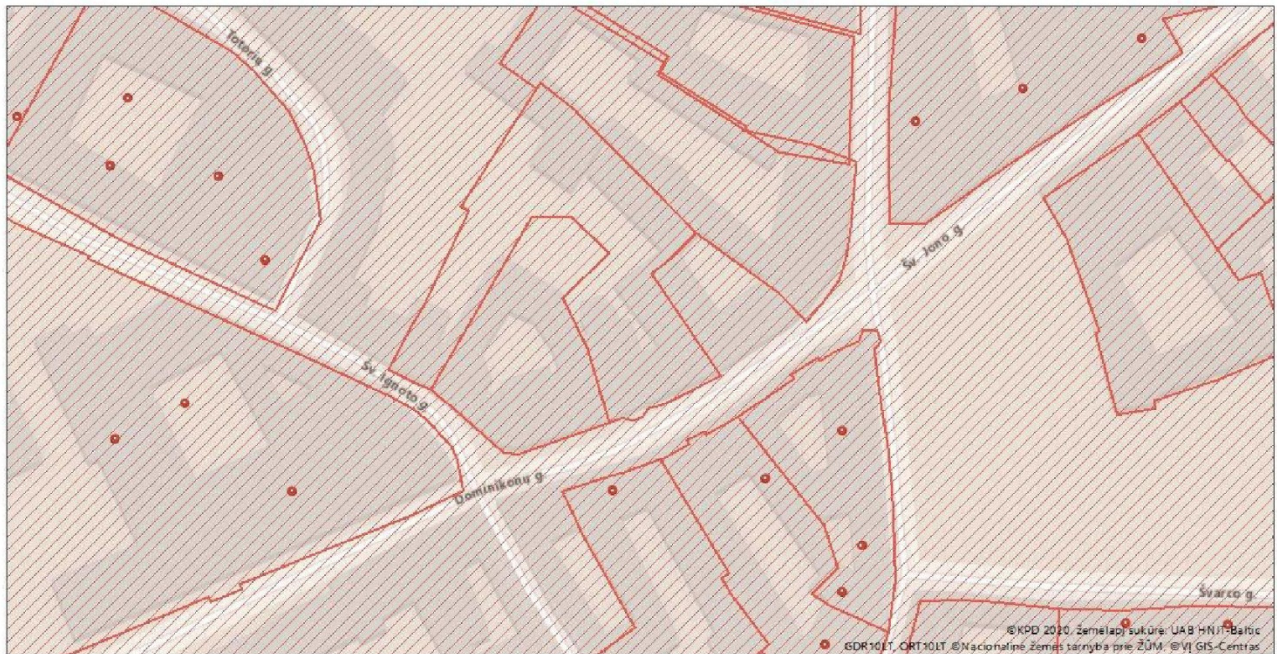 Totorių g.
Šv. Jono g.
Šv. Ignoto g.
Dominikonų g.
Švarco g.
©KPD 2020, žemėlapį sukūrė: UAB HNIT-Baltic
GDR10LT, ORT10LT ©Nacionalinė žemės tarnyba prie ŽŪM, ©VĮ GIS-Centras